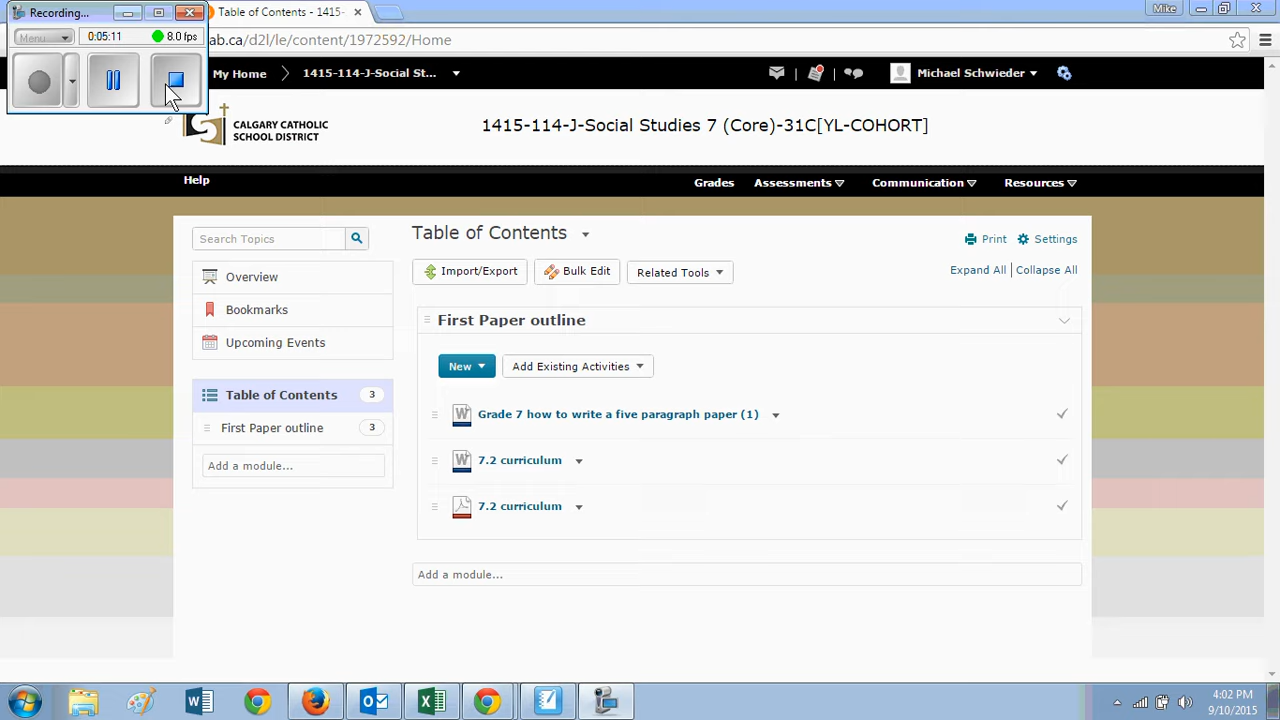 Recording...
Table of Contents - 1415-
Mike
Menu
0:05:11
8.0 fps
ab.ca/d2l/le/content/1972592/Home
My Home
1415-114-J-Social St...
Michael Schwieder
CALGARY CATHOLIC
SCHOOL DISTRICT
1415-114-J-Social Studies 7 (Core)-31C[YL-COHORT]
Help
Grades
Assessments
Communication
Resources
Search Topics
Table of Contents
Print
Settings
Import/Export
Bulk Edit
Related Tools
Expand All
Collapse All
Overview
Bookmarks
Upcoming Events
Table of Contents 3
First Paper outline 3
Add a module...
First Paper outline
New
Add Existing Activities
Grade 7 how to write a five paragraph paper (1)
7.2 curriculum
7.2 curriculum
Add a module...
4:02 PM
9/10/2015